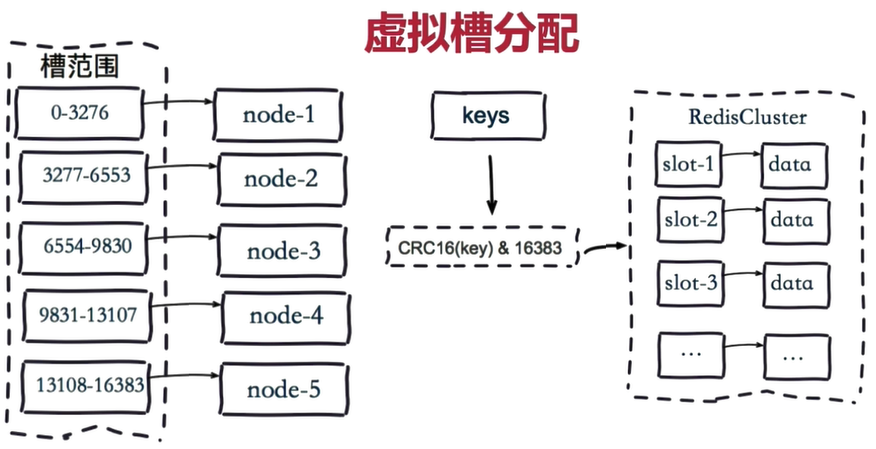 虚拟槽分配
槽范围
0-3276
node-1
3277-6553
node-2
6554-9830
node-3
9831-13107
node-4
13108-16383
node-5
keys
CRC16(key) & 16383
RedisCluster
slot-1
data
slot-2
data
slot-3
data
...
...